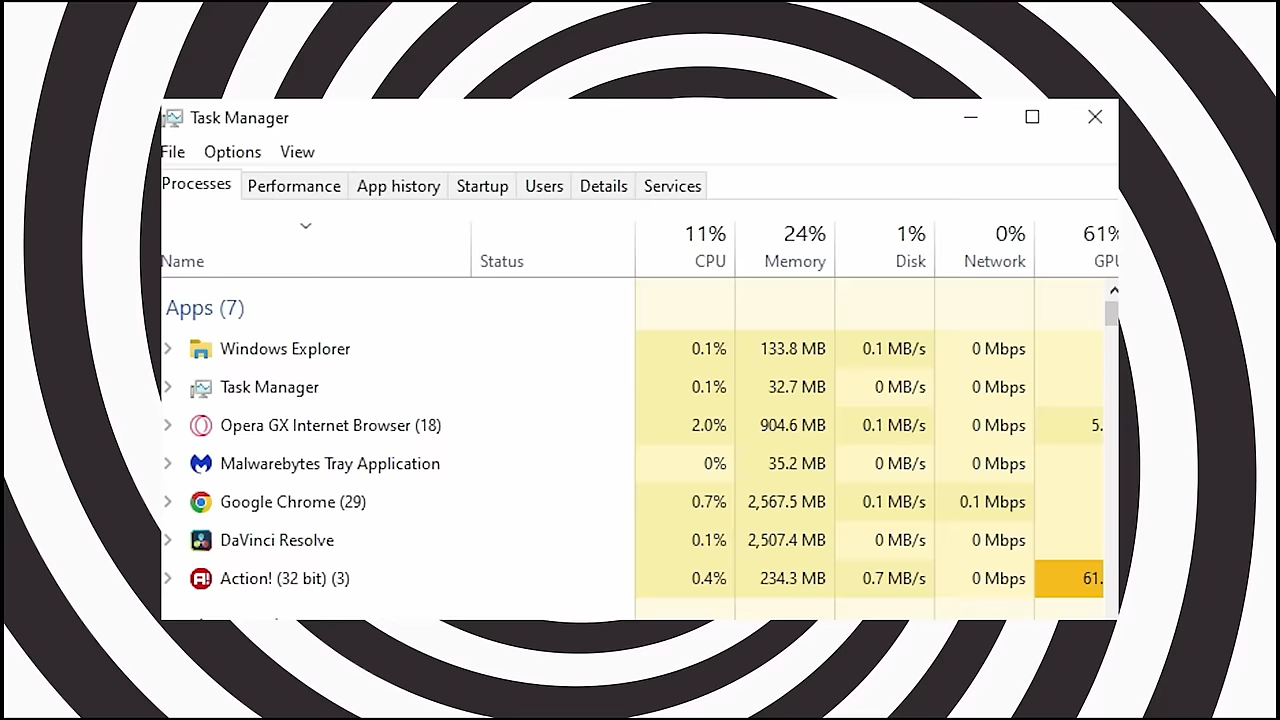 Task Manager
File Options View
Processes Performance App history Startup Users Details Services
11% 24% 1% 0% 61%
Name Status CPU Memory Disk Network GPU
Apps (7)
Windows Explorer 0.1% 133.8 MB 0.1 MB/s 0 Mbps
Task Manager 0.1% 32.7 MB 0 MB/s 0 Mbps
Opera GX Internet Browser (18) 2.0% 904.6 MB 0.1 MB/s 0 Mbps 5.
Malwarebytes Tray Application 0% 35.2 MB 0 MB/s 0 Mbps
Google Chrome (29) 0.7% 2,567.5 MB 0.1 MB/s 0.1 Mbps
DaVinci Resolve 0.1% 2,507.4 MB 0 MB/s 0 Mbps
Action! (32 bit) (3) 0.4% 234.3 MB 0.7 MB/s 0 Mbps 61.